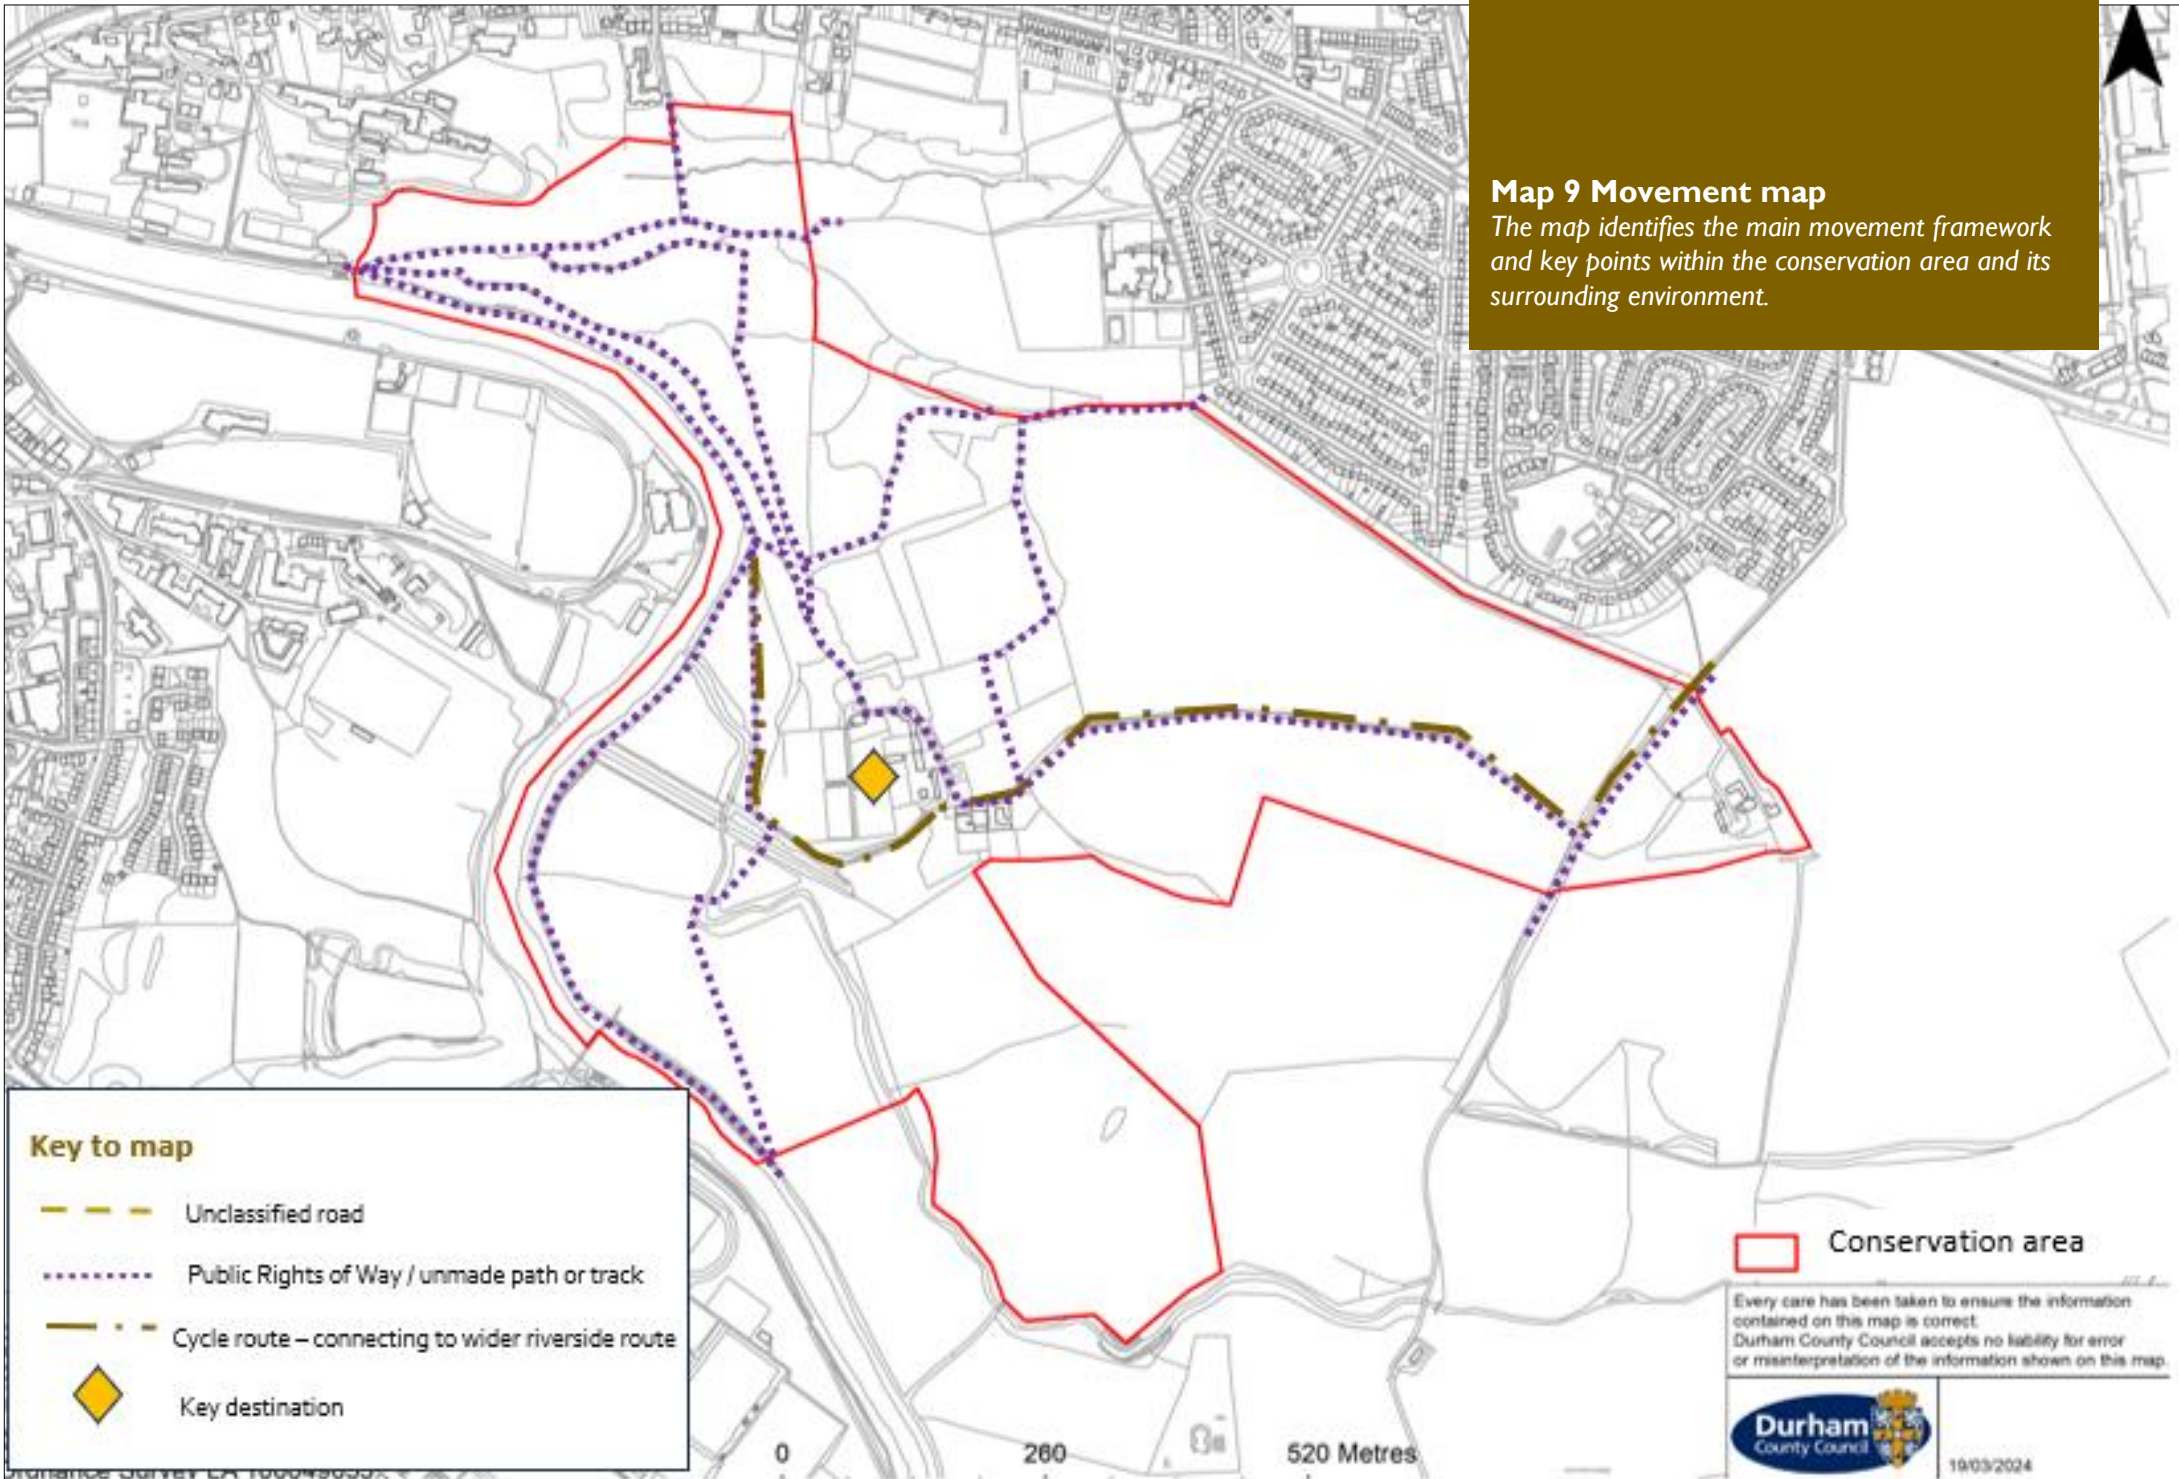 Map 9 Movement map
The map identifies the main movement framework
and key points within the conservation area and its
surrounding environment.
Key to map
Unclassified road
Public Rights of Way / unmade path or track
Cycle route – connecting to wider riverside route
Key destination
0 260 520 Metres
Conservation area
Every care has been taken to ensure the information
contained on this map is correct.
Durham County Council accepts no liability for error
or misinterpretation of the information shown on this map.
Durham
County Council
19/03/2024